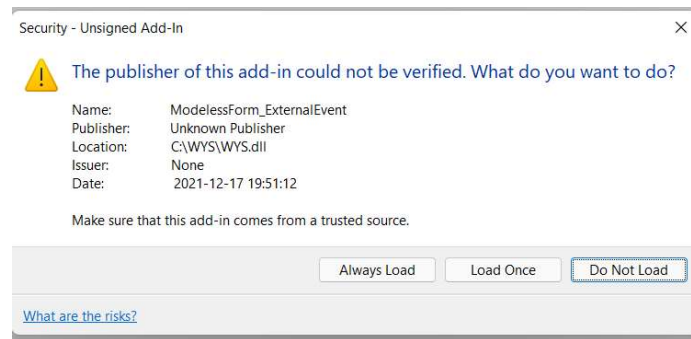 Security - Unsigned Add-In
The publisher of this add-in could not be verified. What do you want to do?
Name: ModelessForm_ExternalEvent
Publisher: Unknown Publisher
Location: C:\WYS\WYS.dll
Issuer: None
Date: 2021-12-17 19:51:12
Make sure that this add-in comes from a trusted source.
Always Load Load Once Do Not Load
What are the risks?